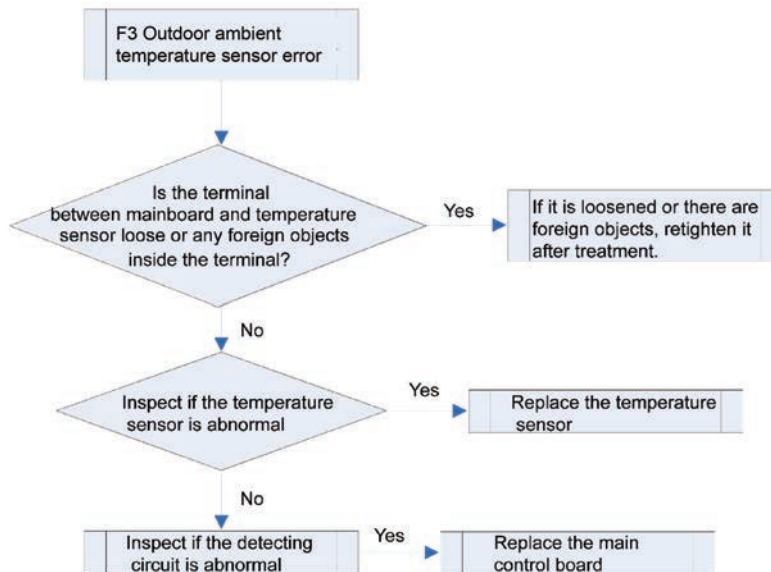 F3 Outdoor ambient
temperature sensor error
Is the terminal
between mainboard and temperature
sensor loose or any foreign objects
inside the terminal?
Yes
If it is loosened or there are
foreign objects, retighten it
after treatment.
No
Inspect if the temperature
sensor is abnormal
Yes
Replace the temperature
sensor
No
Inspect if the detecting
circuit is abnormal
Yes
Replace the main
control board